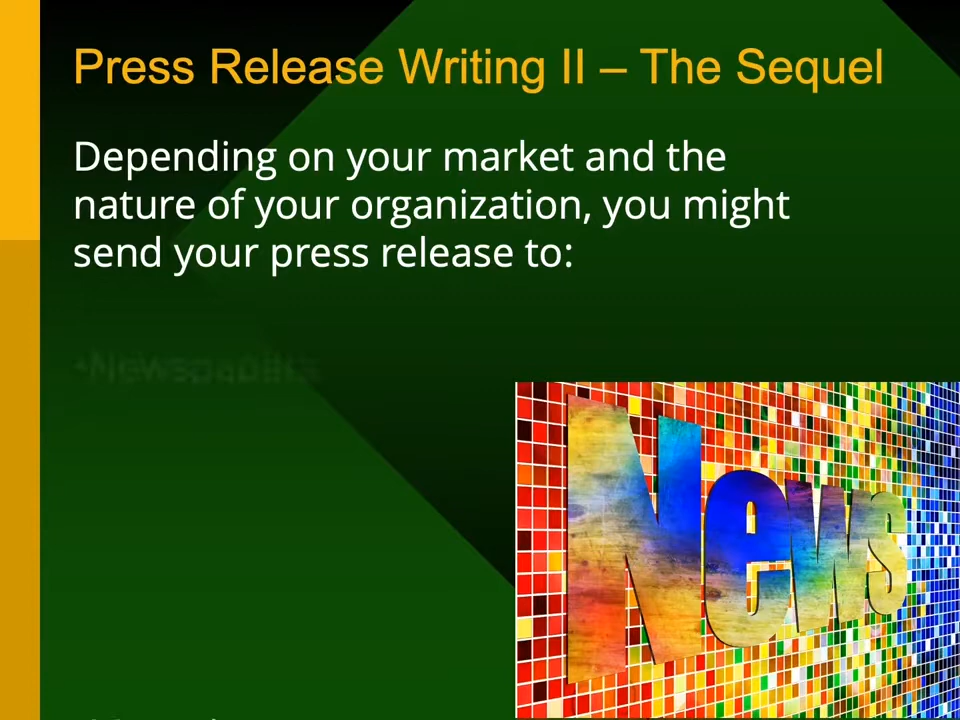 Press Release Writing II – The Sequel
Depending on your market and the
nature of your organization, you might
send your press release to:
•Newspapers
News